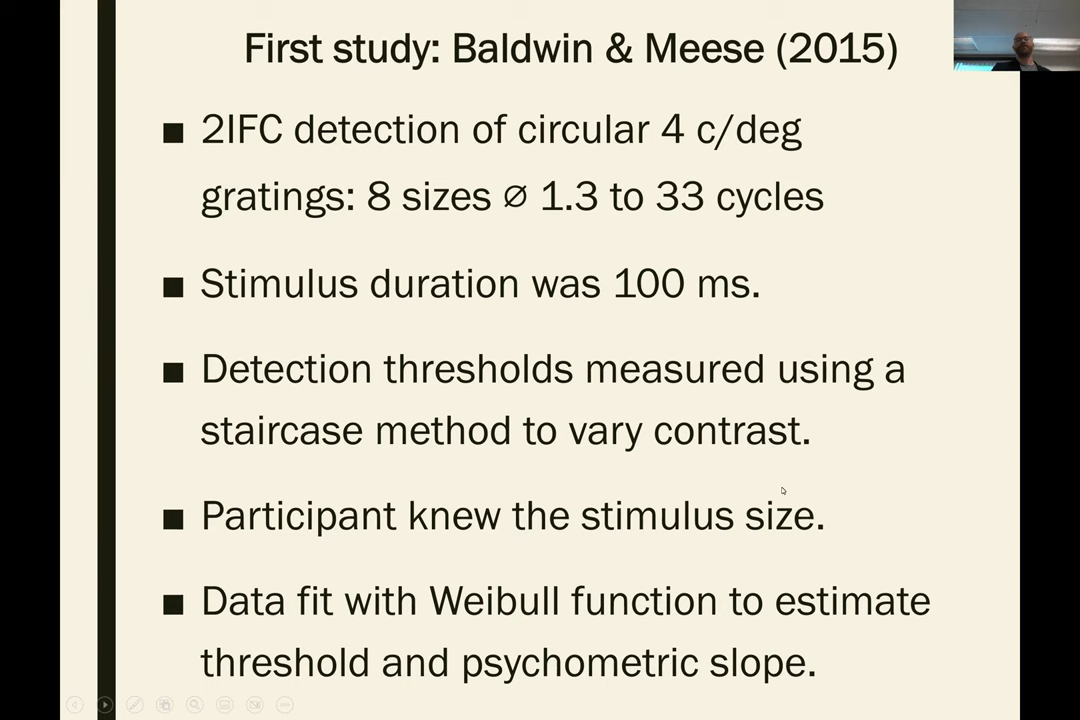 First study: Baldwin & Meese (2015)
■ 2IFC detection of circular 4 c/deg
gratings: 8 sizes ∅ 1.3 to 33 cycles
■ Stimulus duration was 100 ms.
■ Detection thresholds measured using a
staircase method to vary contrast.
■ Participant knew the stimulus size.
■ Data fit with Weibull function to estimate
threshold and psychometric slope.